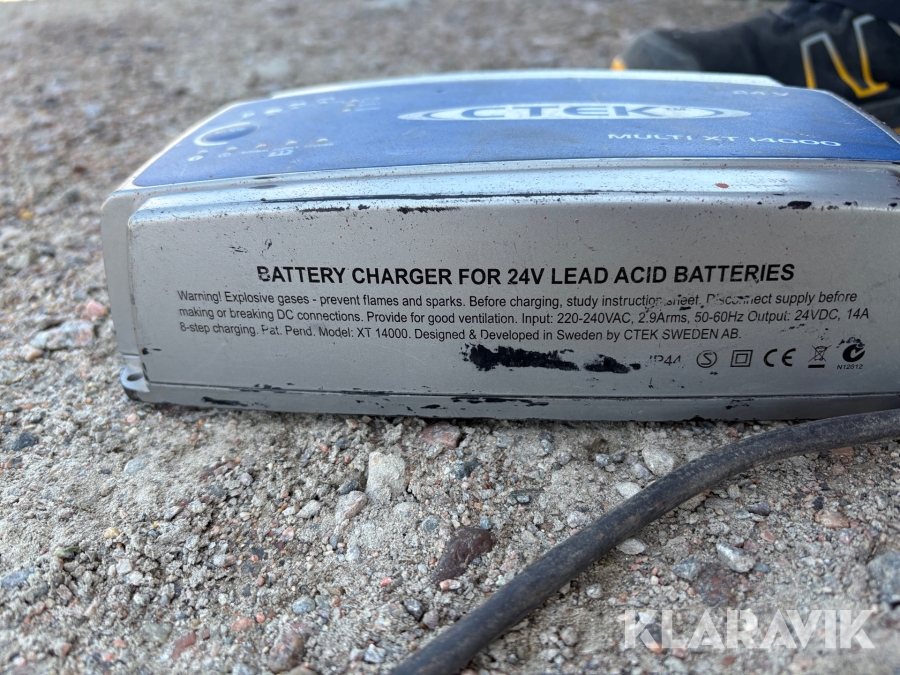 CTEK
MULTI XT 14000
BATTERY CHARGER FOR 24V LEAD ACID BATTERIES
Warning! Explosive gases - prevent flames and sparks. Before charging, study instruction sheet. Disconnect supply before
making or breaking DC connections. Provide for good ventilation. Input: 220-240VAC, 2.9Arms, 50-60Hz Output: 24VDC, 14A
8-step charging. Pat. Pend. Model: XT 14000. Designed & Developed in Sweden by CTEK SWEDEN AB.
IP44 S CE
N12612
KLARAVIK